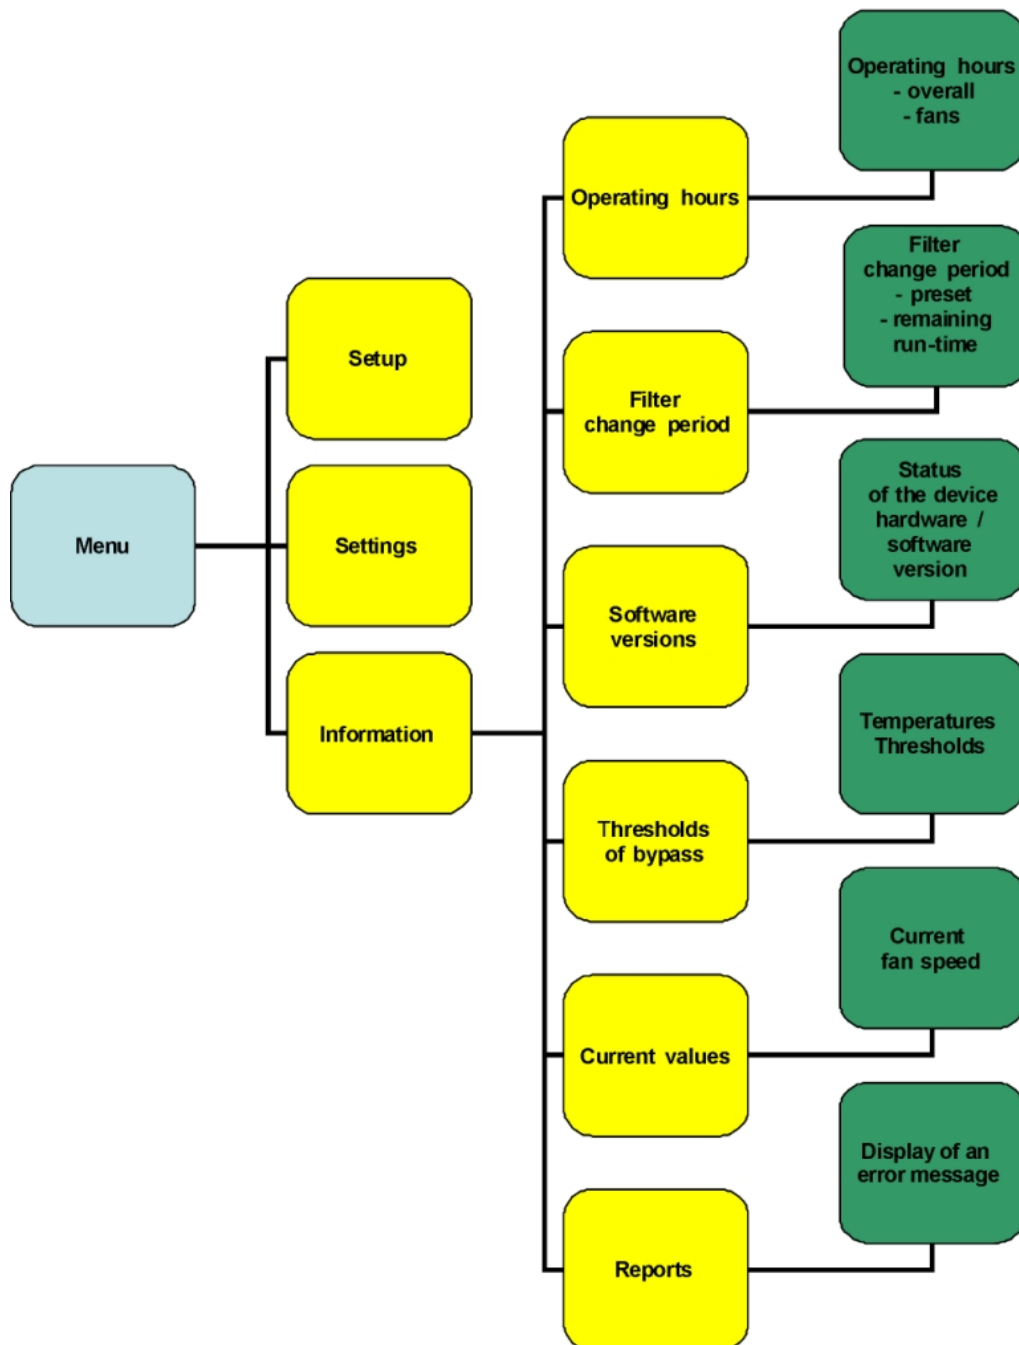 Menu
Setup
Settings
Information
Operating hours
Filter
change period
Software
versions
Thresholds
of bypass
Current values
Reports
Operating hours
- overall
- fans
Filter
change period
- preset
- remaining
run-time
Status
of the device
hardware /
software
version
Temperatures
Thresholds
Current
fan speed
Display of an
error message